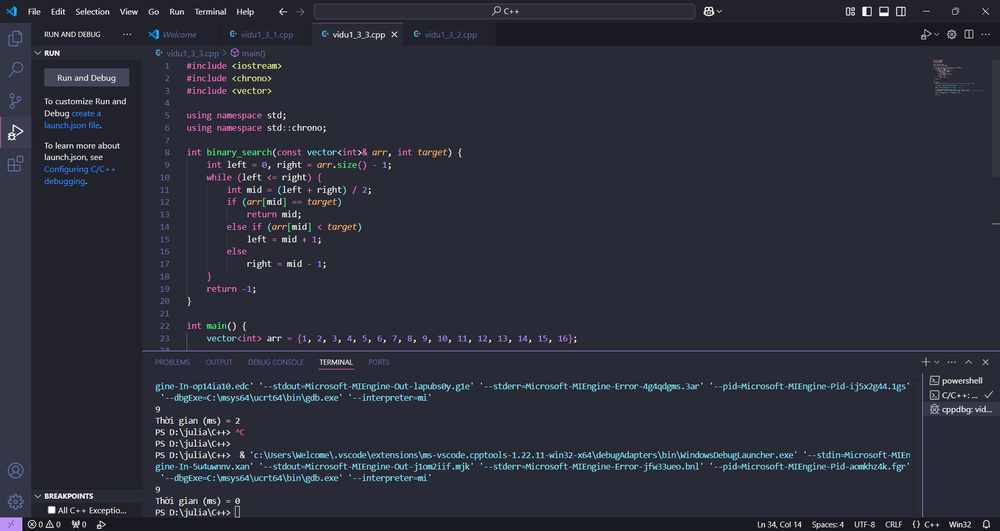 File Edit Selection View Go Run Terminal Help
C++
RUN AND DEBUG ...
Welcome
vidu1_3_1.cpp
vidu1_3_3.cpp
vidu1_3_2.cpp
RUN
Run and Debug
To customize Run and
Debug create a
launch.json file.
To learn more about
launch.json, see
Configuring C/C++
debugging.
BREAKPOINTS
All C++ Exceptio...
vidu1_3_3.cpp > main()
1 #include <iostream>
2 #include <chrono>
3 #include <vector>
4
5 using namespace std;
6 using namespace std::chrono;
7
8 int binary_search(const vector<int>& arr, int target) {
9     int left = 0, right = arr.size() - 1;
10     while (left <= right) {
11         int mid = (left + right) / 2;
12         if (arr[mid] == target)
13             return mid;
14         else if (arr[mid] < target)
15             left = mid + 1;
16         else
17             right = mid - 1;
18     }
19     return -1;
20 }
21
22 int main() {
23     vector<int> arr = {1, 2, 3, 4, 5, 6, 7, 8, 9, 10, 11, 12, 13, 14, 15, 16};
24
PROBLEMS OUTPUT DEBUG CONSOLE TERMINAL PORTS
gine-In-op14ia10.edc' '--stdout=Microsoft-MIEngine-Out-lapubs0y.g1e' '--stderr=Microsoft-MIEngine-Error-4g4qdgms.3ar' '--pid=Microsoft-MIEngine-Pid-ij5x2g44.1gs'
'--dbgExe=C:\msys64\ucrt64\bin\gdb.exe' '--interpreter=mi'
9
Thời gian (ms) = 2
PS D:\julia\C++> ^C
PS D:\julia\C++>
PS D:\julia\C++>  & 'c:\Users\Welcome\.vscode\extensions\ms-vscode.cpptools-1.22.11-win32-x64\debugAdapters\bin\WindowsDebugLauncher.exe' '--stdin=Microsoft-MIEn
gine-In-5u4uwnnv.xan' '--stdout=Microsoft-MIEngine-Out-j1om2iif.mjk' '--stderr=Microsoft-MIEngine-Error-jfw33ueo.bnl' '--pid=Microsoft-MIEngine-Pid-aomkhz4k.fgr'
'--dbgExe=C:\msys64\ucrt64\bin\gdb.exe' '--interpreter=mi'
9
Thời gian (ms) = 0
PS D:\julia\C++>
powershell
C/C++: ...
cppdbg: vid...
0 0 0
Ln 34, Col 14 Spaces: 4 UTF-8 CRLF {} C++ Win32